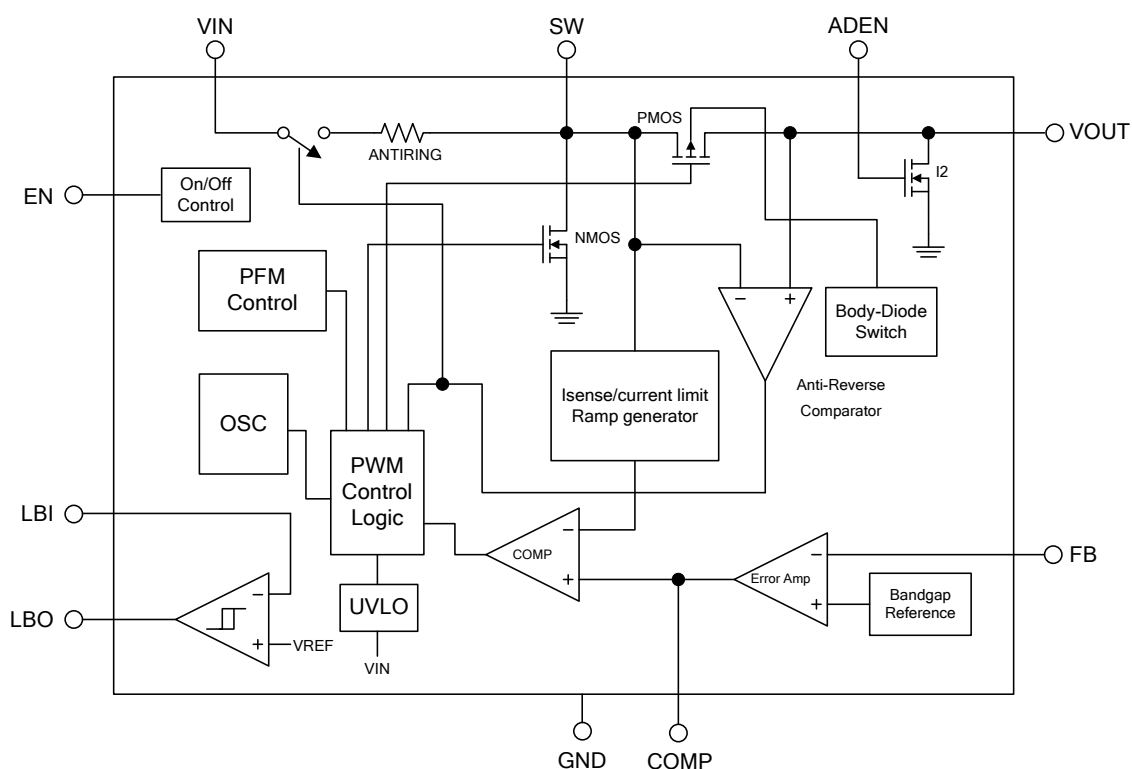 VIN
SW
ADEN
PMOS
ANTIRING
VOUT
I2
EN
On/Off
Control
NMOS
PFM
Control
−
+
Body-Diode
Switch
Isense/current limit
Ramp generator
Anti-Reverse
Comparator
OSC
PWM
Control
Logic
LBI
−
COMP
+
−
Error Amp
+
FB
Bandgap
Reference
UVLO
LBO
−
+
VREF
VIN
GND
COMP